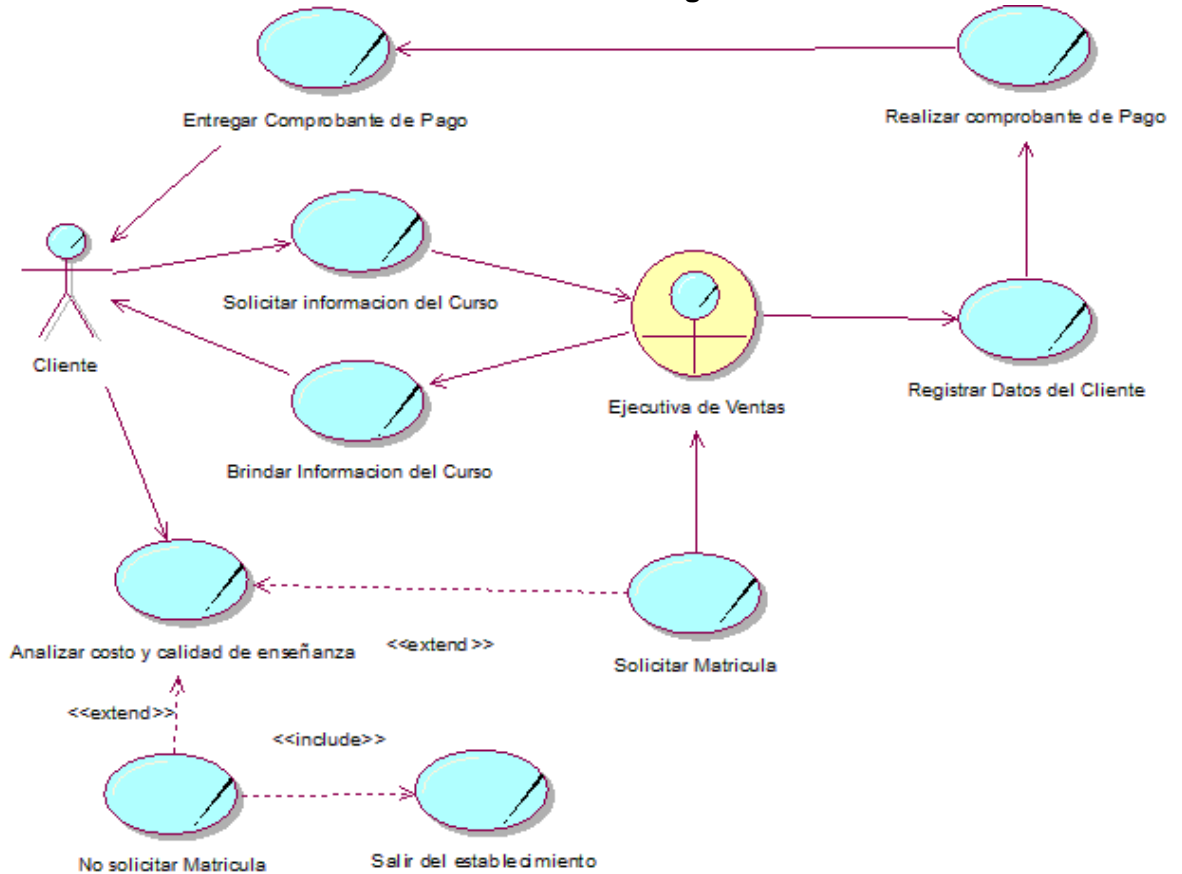 Entregar Comprobante de Pago
Realizar comprobante de Pago
Solicitar informacion del Curso
Cliente
Ejecutiva de Ventas
Registrar Datos del Cliente
Brindar Informacion del Curso
Analizar costo y calidad de enseñanza
<<extend>>
Solicitar Matricula
<<extend>>
<<include>>
No solicitar Matricula
Salir del establecimiento